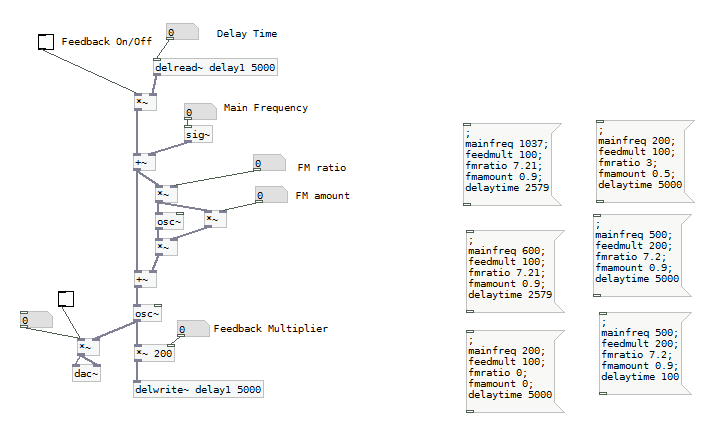 0
Delay Time
Feedback On/Off
delread~ delay1 5000
*~
0
Main Frequency
sig~
+~
0
FM ratio
*~
0
FM amount
osc~
*~
*~
+~
osc~
0
0
Feedback Multiplier
*~
*~ 200
dac~
delwrite~ delay1 5000
;
mainfreq 1037;
feedmult 100;
fmratio 7.21;
fmamount 0.9;
delaytime 2579
;
mainfreq 200;
feedmult 100;
fmratio 3;
fmamount 0.5;
delaytime 5000
;
mainfreq 600;
feedmult 100;
fmratio 7.21;
fmamount 0.9;
delaytime 2579
;
mainfreq 500;
feedmult 200;
fmratio 7.2;
fmamount 0.9;
delaytime 5000
;
mainfreq 200;
feedmult 100;
fmratio 0;
fmamount 0;
delaytime 5000
;
mainfreq 500;
feedmult 200;
fmratio 7.2;
fmamount 0.9;
delaytime 100